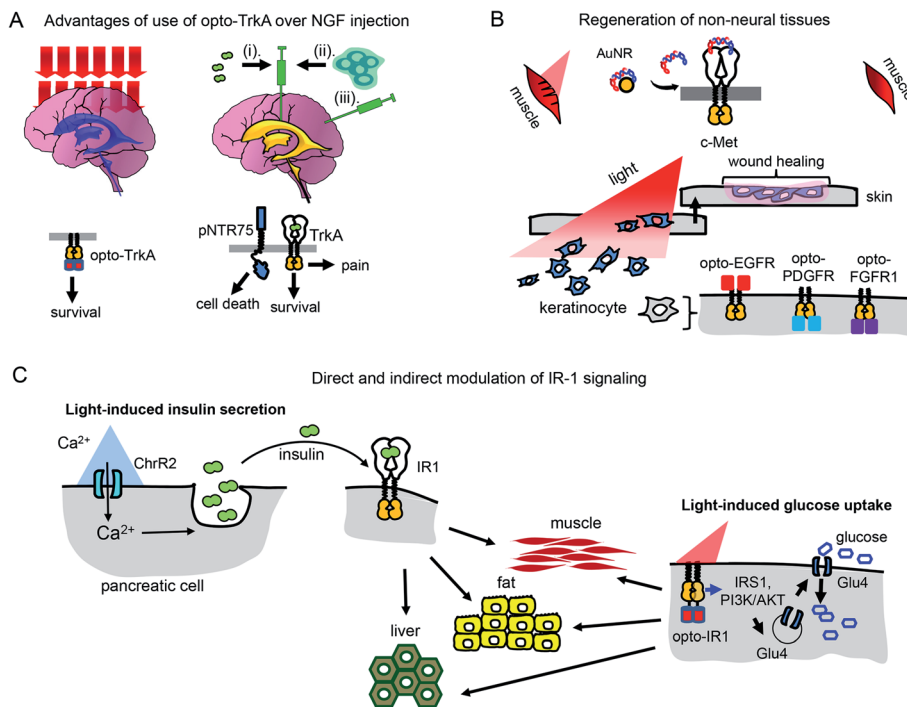 A
Advantages of use of opto-TrkA over NGF injection
(i).
(ii).
(iii).
pNTR75
TrkA
opto-TrkA
pain
cell death
survival
survival
B
Regeneration of non-neural tissues
AuNR
muscle
muscle
c-Met
light
wound healing
skin
keratinocyte
opto-EGFR
opto-
PDGFR
opto-
FGFR1
C
Direct and indirect modulation of IR-1 signaling
Light-induced insulin secretion
Ca2+
ChrR2
insulin
IR1
Ca2+
pancreatic cell
muscle
fat
liver
Light-induced glucose uptake
glucose
IRS1,
PI3K/AKT
Glu4
opto-IR1
Glu4